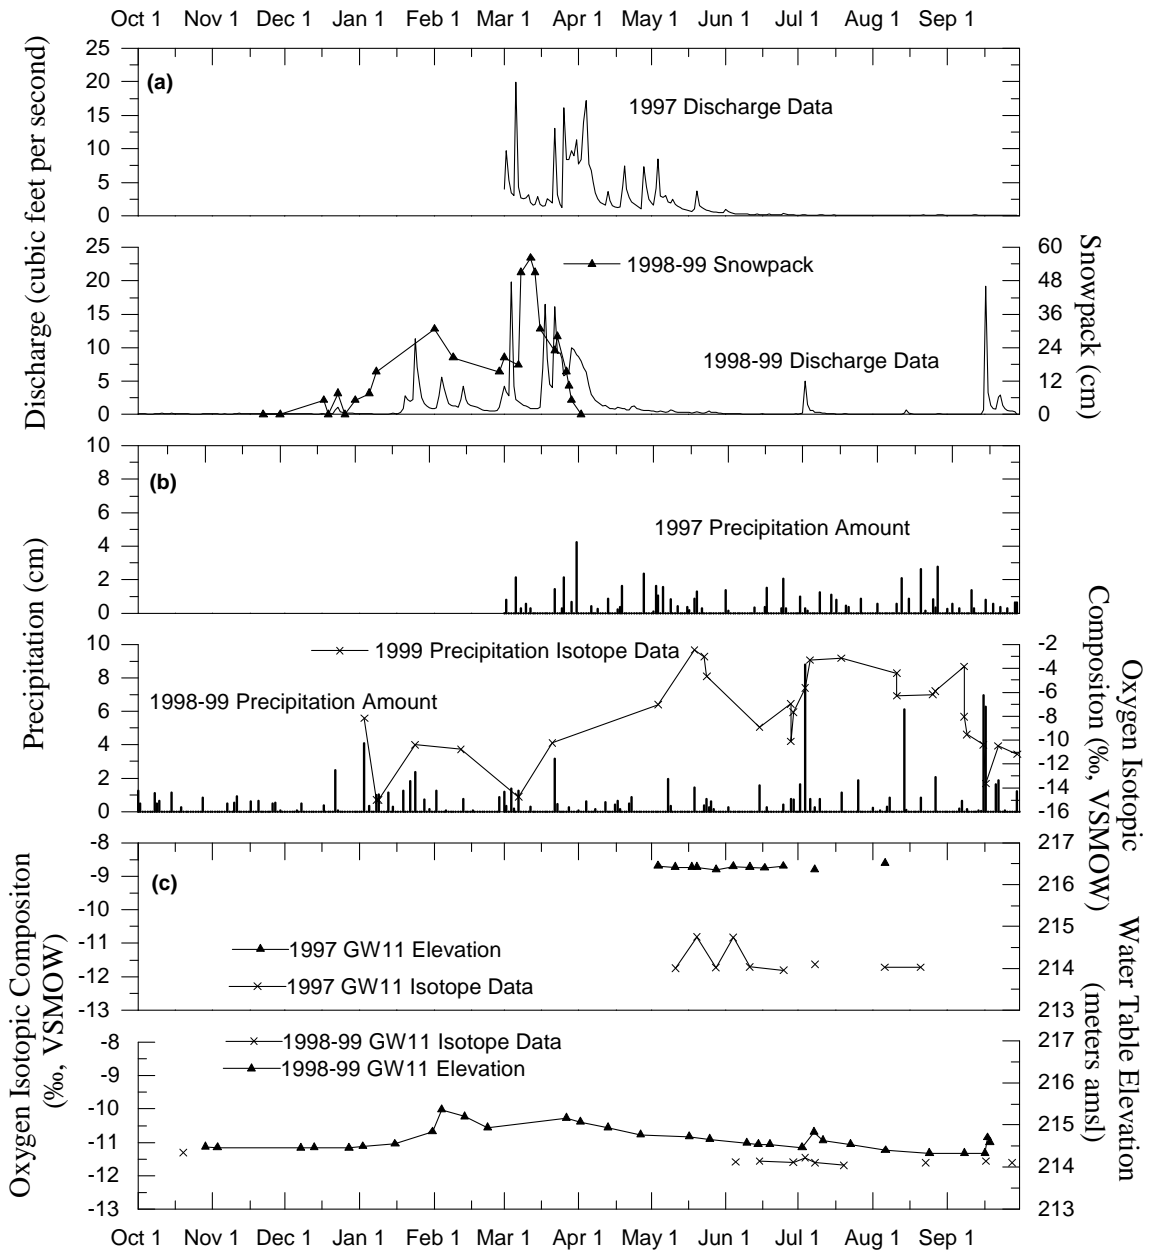 Oct 1 Nov 1 Dec 1 Jan 1 Feb 1 Mar 1 Apr 1 May 1 Jun 1 Jul 1 Aug 1 Sep 1
Discharge (cubic feet per second)
25
20
15
10
5
0
(a)
1997 Discharge Data
25
20
15
10
5
0
1998-99 Snowpack
1998-99 Discharge Data
60
48
36
24
12
0
Snowpack (cm)
Precipitation (cm)
10
8
6
4
2
0
(b)
1997 Precipitation Amount
10
8
6
4
2
0
1999 Precipitation Isotope Data
1998-99 Precipitation Amount
-2
-4
-6
-8
-10
-12
-14
-16
Oxygen Isotopic
Compositon (‰, VSMOW)
Oxygen Isotopic Compositon
(‰, VSMOW)
-8
-9
-10
-11
-12
-13
(c)
1997 GW11 Elevation
1997 GW11 Isotope Data
217
216
215
214
213
-8
-9
-10
-11
-12
-13
1998-99 GW11 Isotope Data
1998-99 GW11 Elevation
217
216
215
214
213
Water Table Elevation
(meters amsl)
Oct 1 Nov 1 Dec 1 Jan 1 Feb 1 Mar 1 Apr 1 May 1 Jun 1 Jul 1 Aug 1 Sep 1